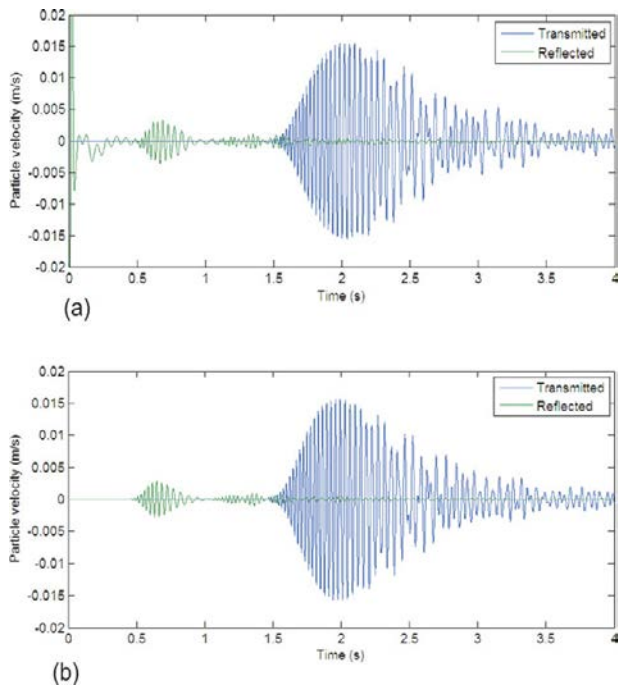 0.02
0.015
0.01
0.005
0
-0.005
-0.01
-0.015
-0.02
Particle velocity (m/s)
Transmitted
Reflected
0 0.5 1 1.5 2 2.5 3 3.5 4
Time (s)
(a)
0.02
0.015
0.01
0.005
0
-0.005
-0.01
-0.015
-0.02
Particle velocity (m/s)
Transmitted
Reflected
0 0.5 1 1.5 2 2.5 3 3.5 4
Time (s)
(b)